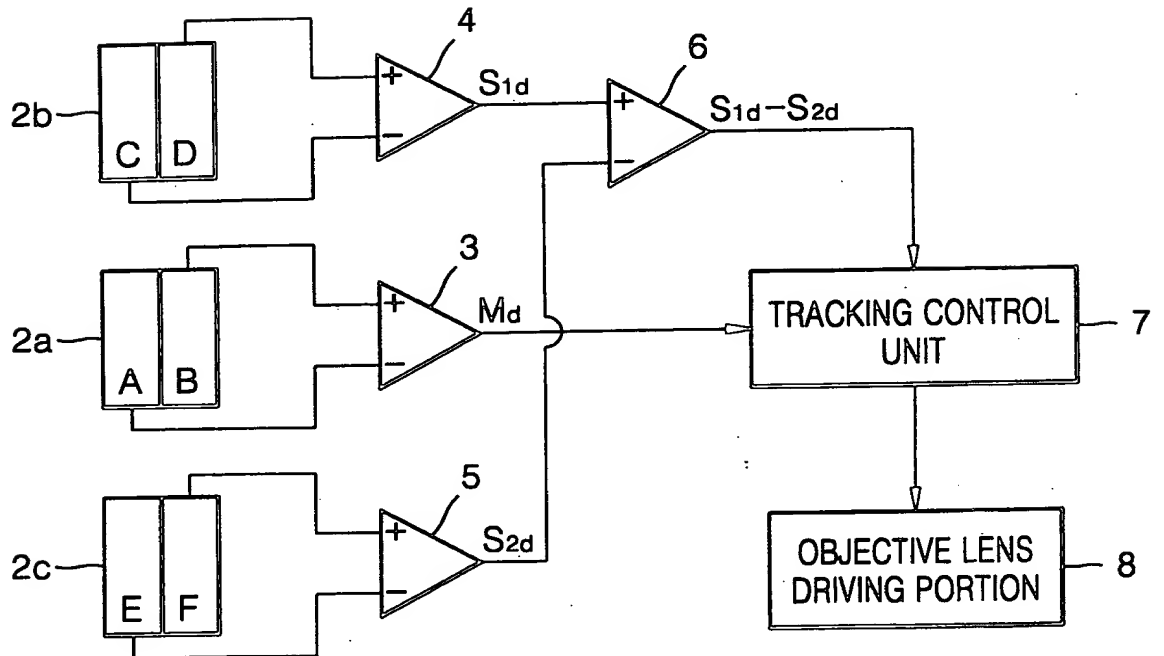 4
6
S1d
S1d–S2d
2b
+
−
C D
+
−
3
Md
2a
+
−
A B
TRACKING CONTROL
UNIT
7
5
S2d
2c
+
−
E F
OBJECTIVE LENS
DRIVING PORTION
8